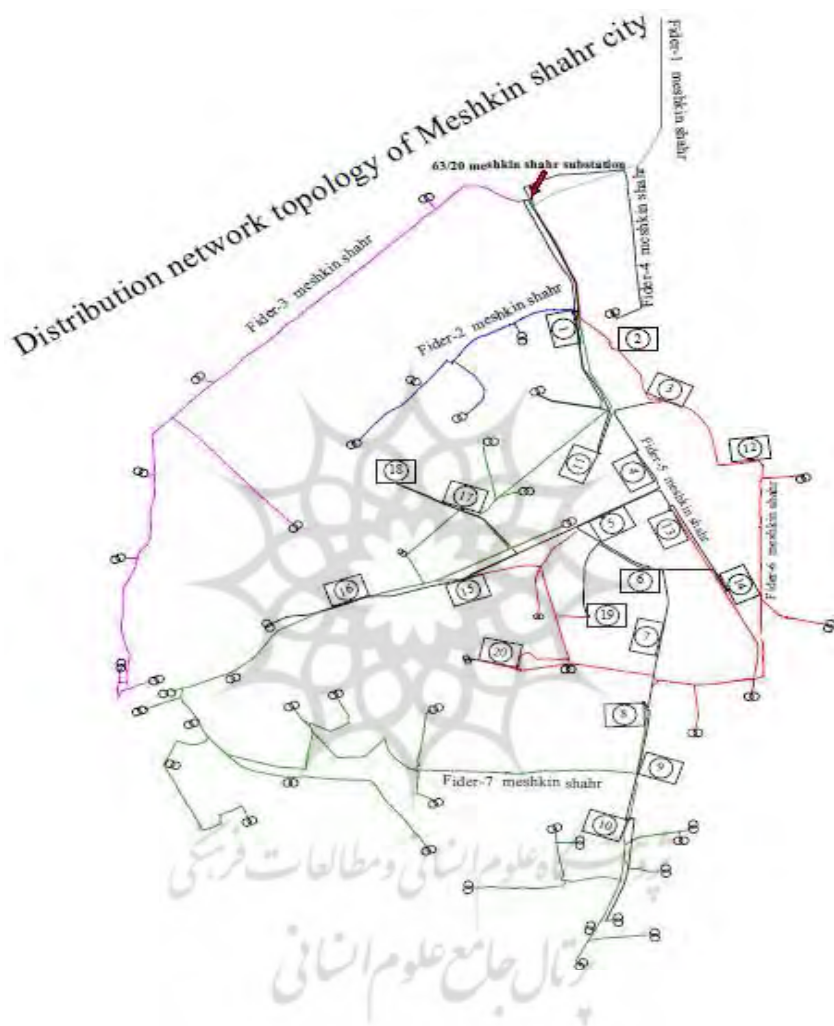 Distribution network topology of Meshkin shahr city
Fider-1 meshkin shahr
63/20 meshkin shahr substation
Fider-4 meshkin shahr
Fider-3 meshkin shahr
Fider-2 meshkin shahr
1
2
3
12
11
4
Fider-5 meshkin shahr
18
17
5
13
Fider-6 meshkin shahr
16
15
6
14
19
7
20
8
9
Fider-7 meshkin shahr
10
پژوهشگاه علوم انسانی و مطالعات فرهنگی
پرتال جامع علوم انسانی